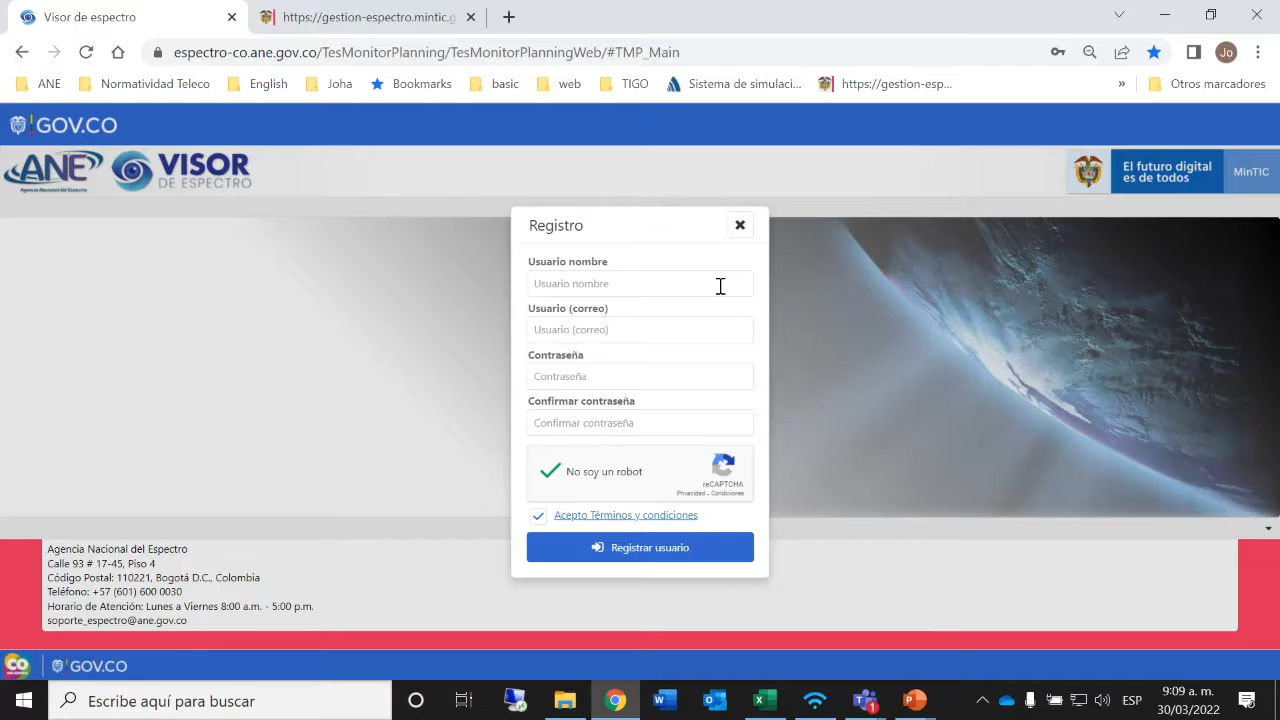 Visor de espectro
https://gestion-espectro.mintic.g
espectro-co.ane.gov.co/TesMonitorPlanning/TesMonitorPlanningWeb/#TMP_Main
Jo
ANE
Normatividad Teleco
English
Joha
Bookmarks
basic
web
TIGO
Sistema de simulaci...
https://gestion-esp...
»
Otros marcadores
GOV.CO
ANE
Agencia Nacional del Espectro
VISOR
DE ESPECTRO
El futuro digital
es de todos
MinTIC
Registro
Usuario nombre
Usuario nombre
Usuario (correo)
Usuario (correo)
Contraseña
Contraseña
Confirmar contraseña
Confirmar contraseña
No soy un robot
reCAPTCHA
Privacidad - Condiciones
Acepto Términos y condiciones
Registrar usuario
Agencia Nacional del Espectro
Calle 93 # 17-45, Piso 4
Código Postal: 110221, Bogotá D.C., Colombia
Teléfono: +57 (601) 600 0030
Horario de Atención: Lunes a Viernes 8:00 a.m. - 5:00 p.m.
soporte_espectro@ane.gov.co
CO
GOV.CO
Escribe aquí para buscar
ESP
9:09 a. m.
30/03/2022